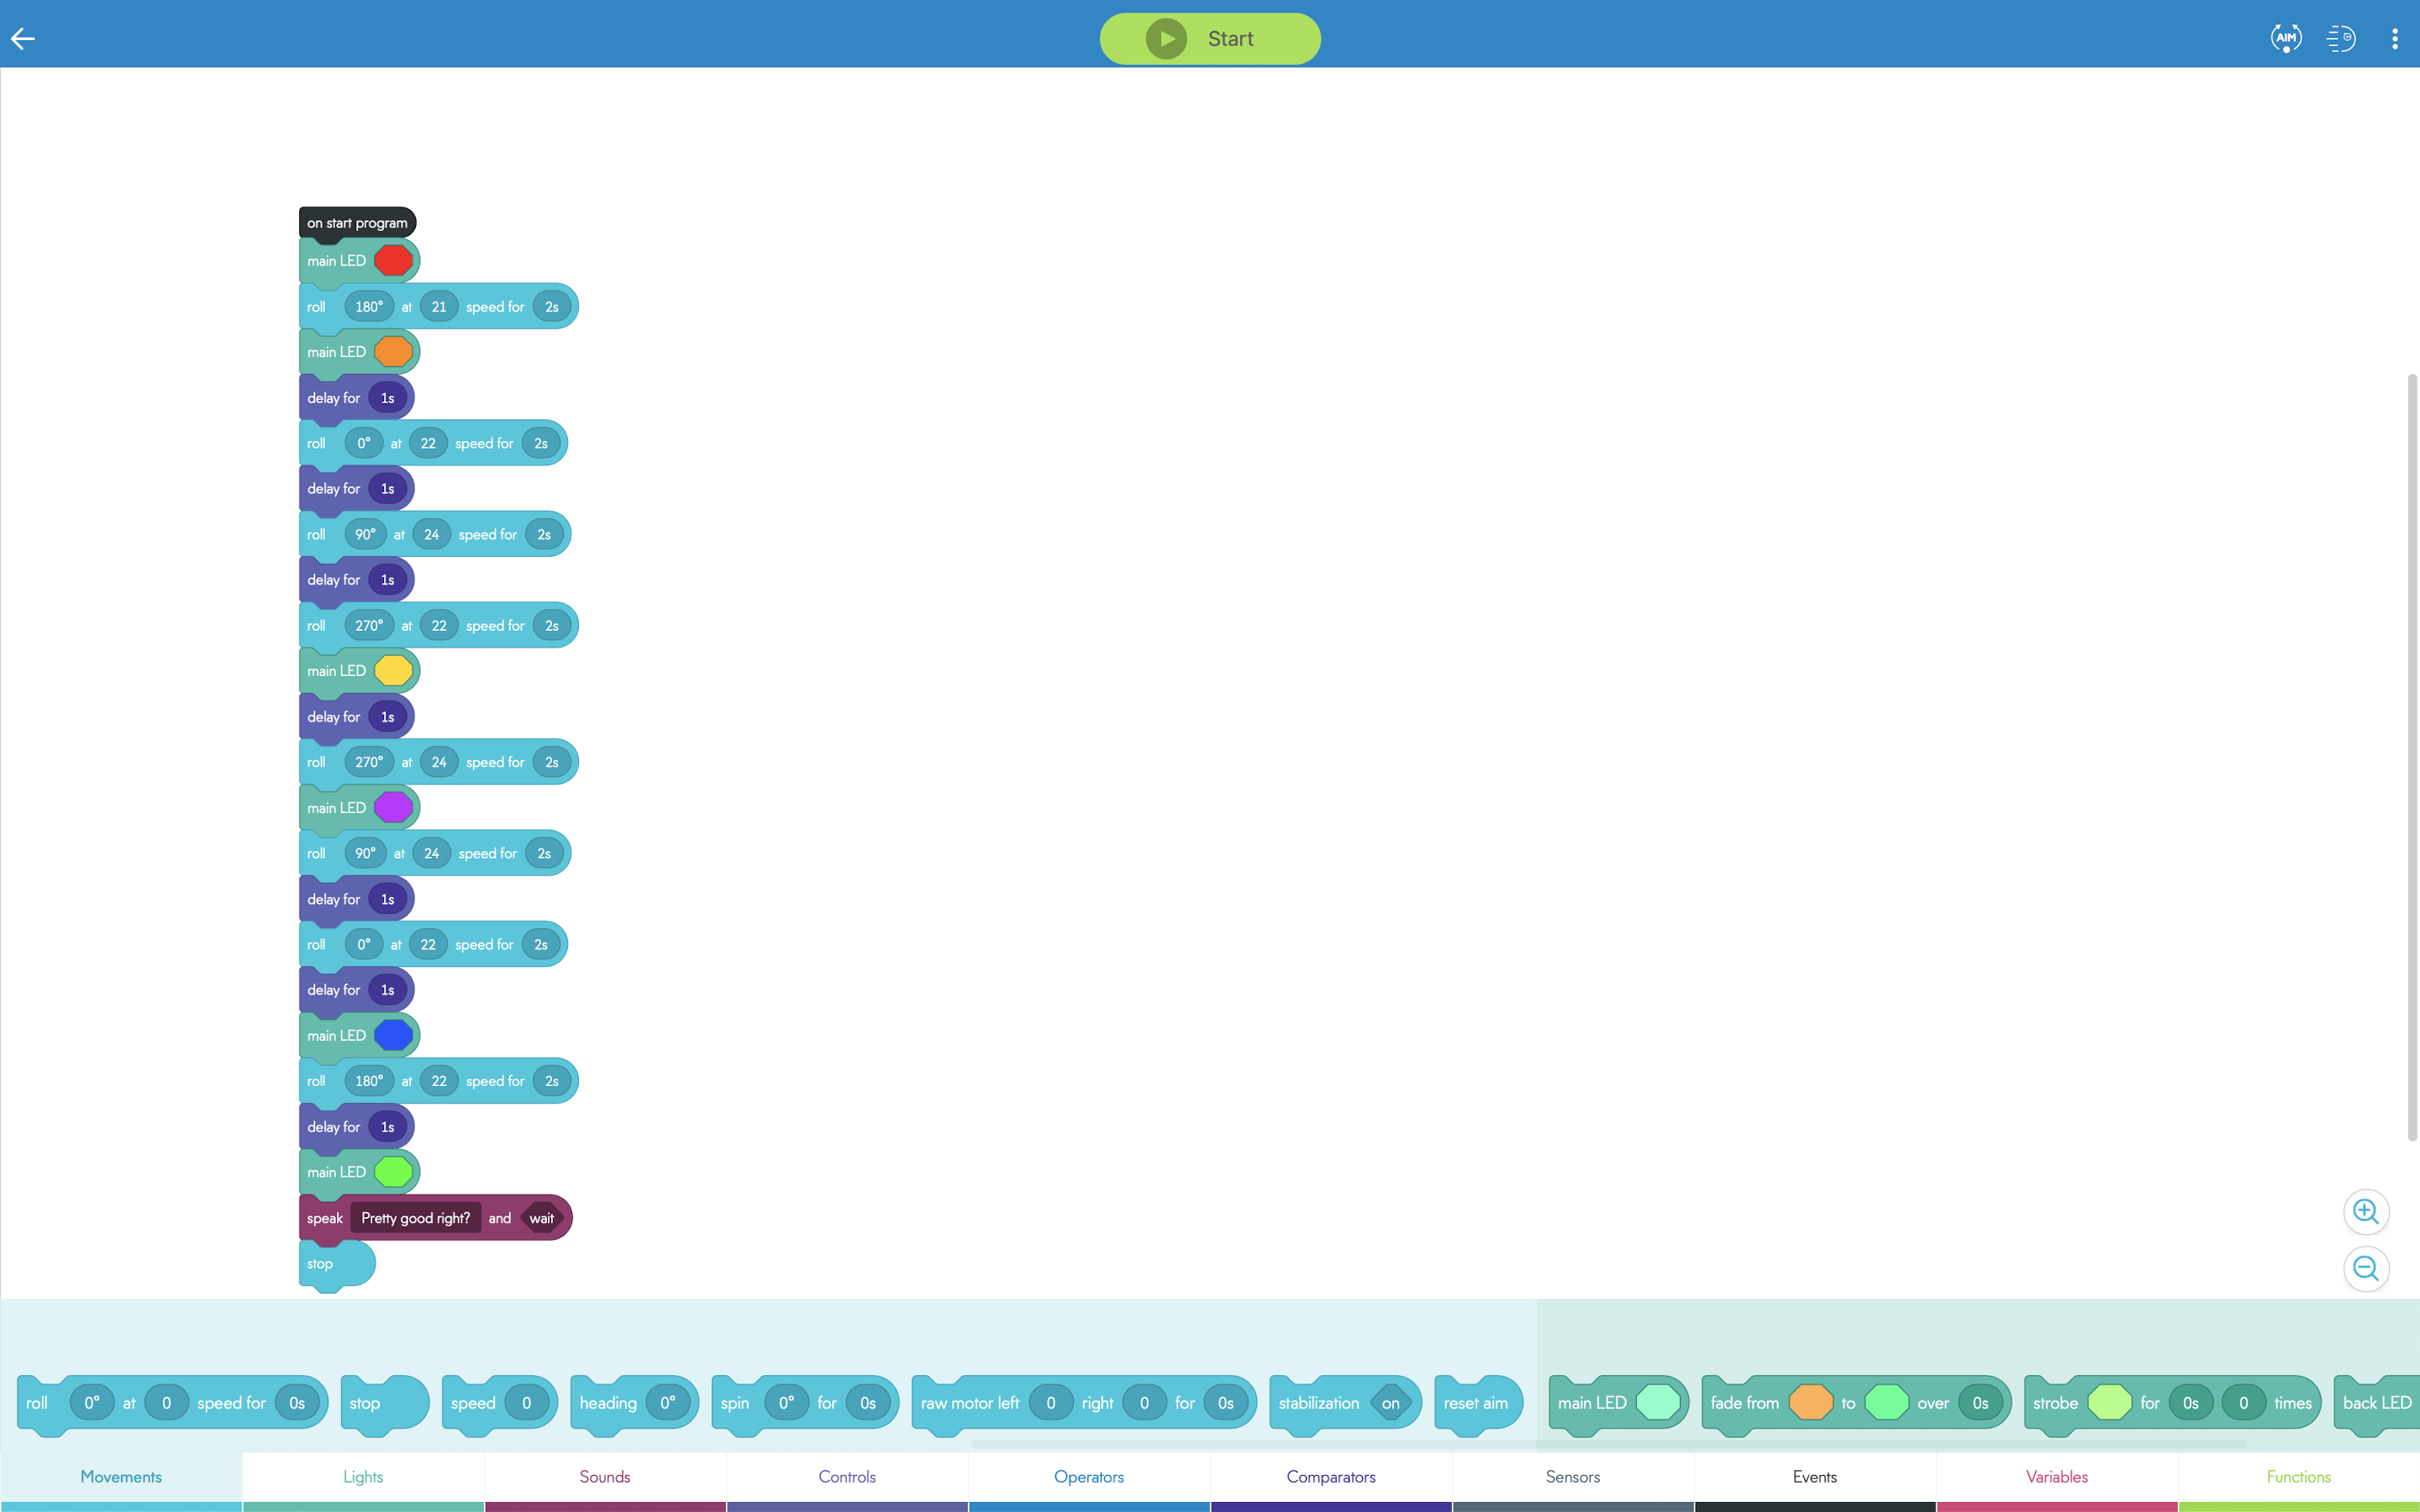 Start
AIM
on start program
main LED
roll 180° at 21 speed for 2s
main LED
delay for 1s
roll 0° at 22 speed for 2s
delay for 1s
roll 90° at 24 speed for 2s
delay for 1s
roll 270° at 22 speed for 2s
main LED
delay for 1s
roll 270° at 24 speed for 2s
main LED
roll 90° at 24 speed for 2s
delay for 1s
roll 0° at 22 speed for 2s
delay for 1s
main LED
roll 180° at 22 speed for 2s
delay for 1s
main LED
speak Pretty good right? and wait
stop
roll 0° at 0 speed for 0s
stop
speed 0
heading 0°
spin 0° for 0s
raw motor left 0 right 0 for 0s
stabilization on
reset aim
main LED
fade from to over 0s
strobe for 0s 0 times
back LED
Movements
Lights
Sounds
Controls
Operators
Comparators
Sensors
Events
Variables
Functions